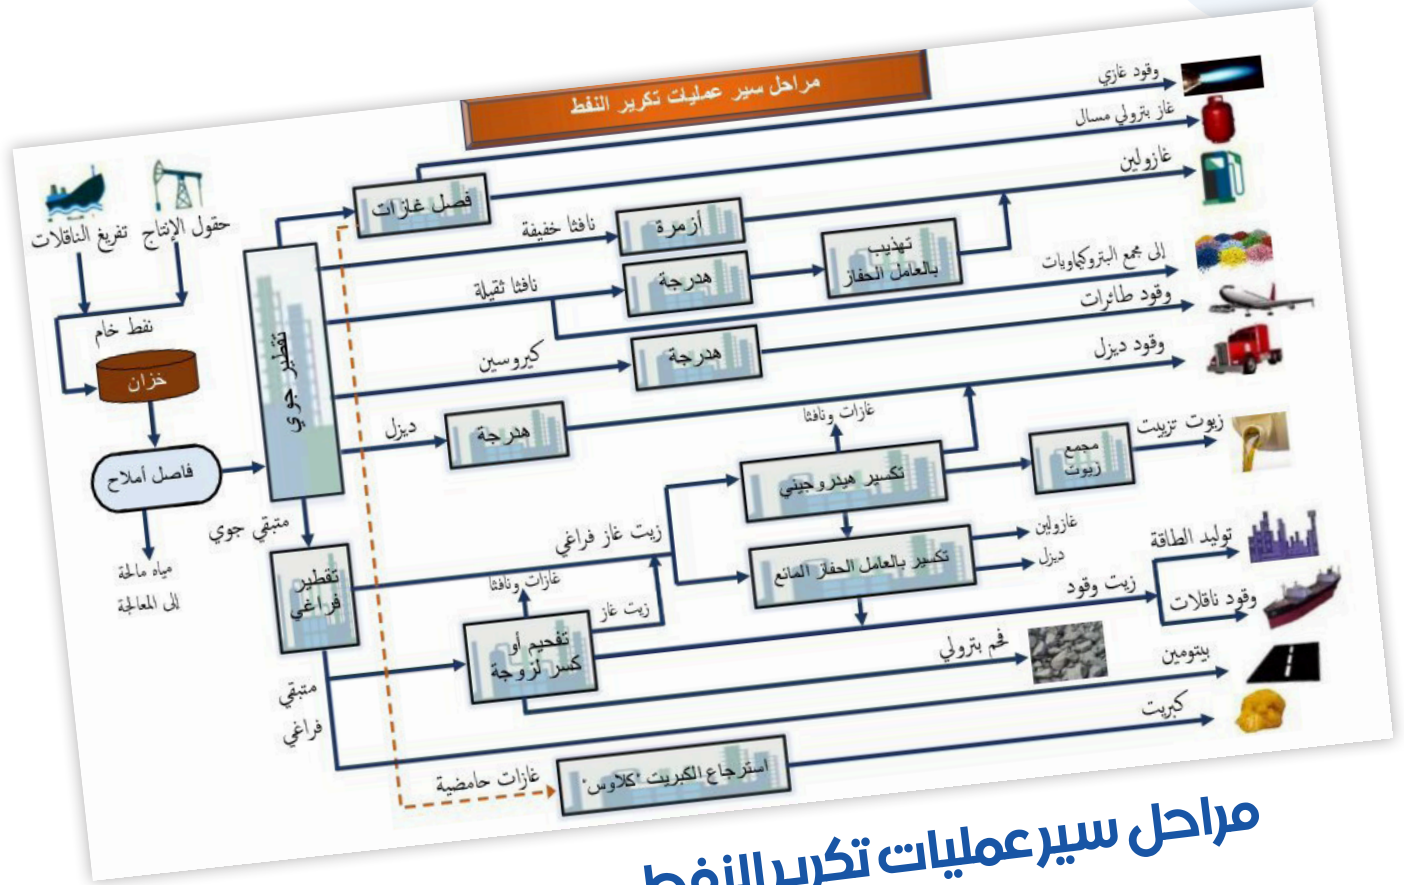 مراحل سير عمليات تكرير النفط
وقود غازي
غاز بترولي مسال
غازولين
فصل غازات
حقول الإنتاج
تفريغ الناقلات
نافثا خفيفة
أزمرة
تهذيب
بالعامل الحفاز
إلى مجمع البتروكيماويات
نافثا ثقيلة
هدرجة
وقود طائرات
نفط خام
خزان
تقطير جوي
كيروسين
هدرجة
وقود ديزل
ديزل
هدرجة
غازات ونافثا
زيوت تزييت
مجمع
زيوت
تكسير هيدروجيني
فاصل أملاح
متبقي جوي
زيت غاز فراغي
غازولين
ديزل
تكسير بالعامل الحفاز المائع
توليد الطاقة
مياه مالحة
إلى المعالجة
تقطير
فراغي
غازات ونافثا
زيت غاز
زيت وقود
وقود ناقلات
تفحيم أو
كسر لزوجة
فحم بترولي
بيتومين
متبقي
فراغي
كبريت
غازات حامضية
استرجاع الكبريت "كلاوس"
مراحل سير عمليات تكرير النفط